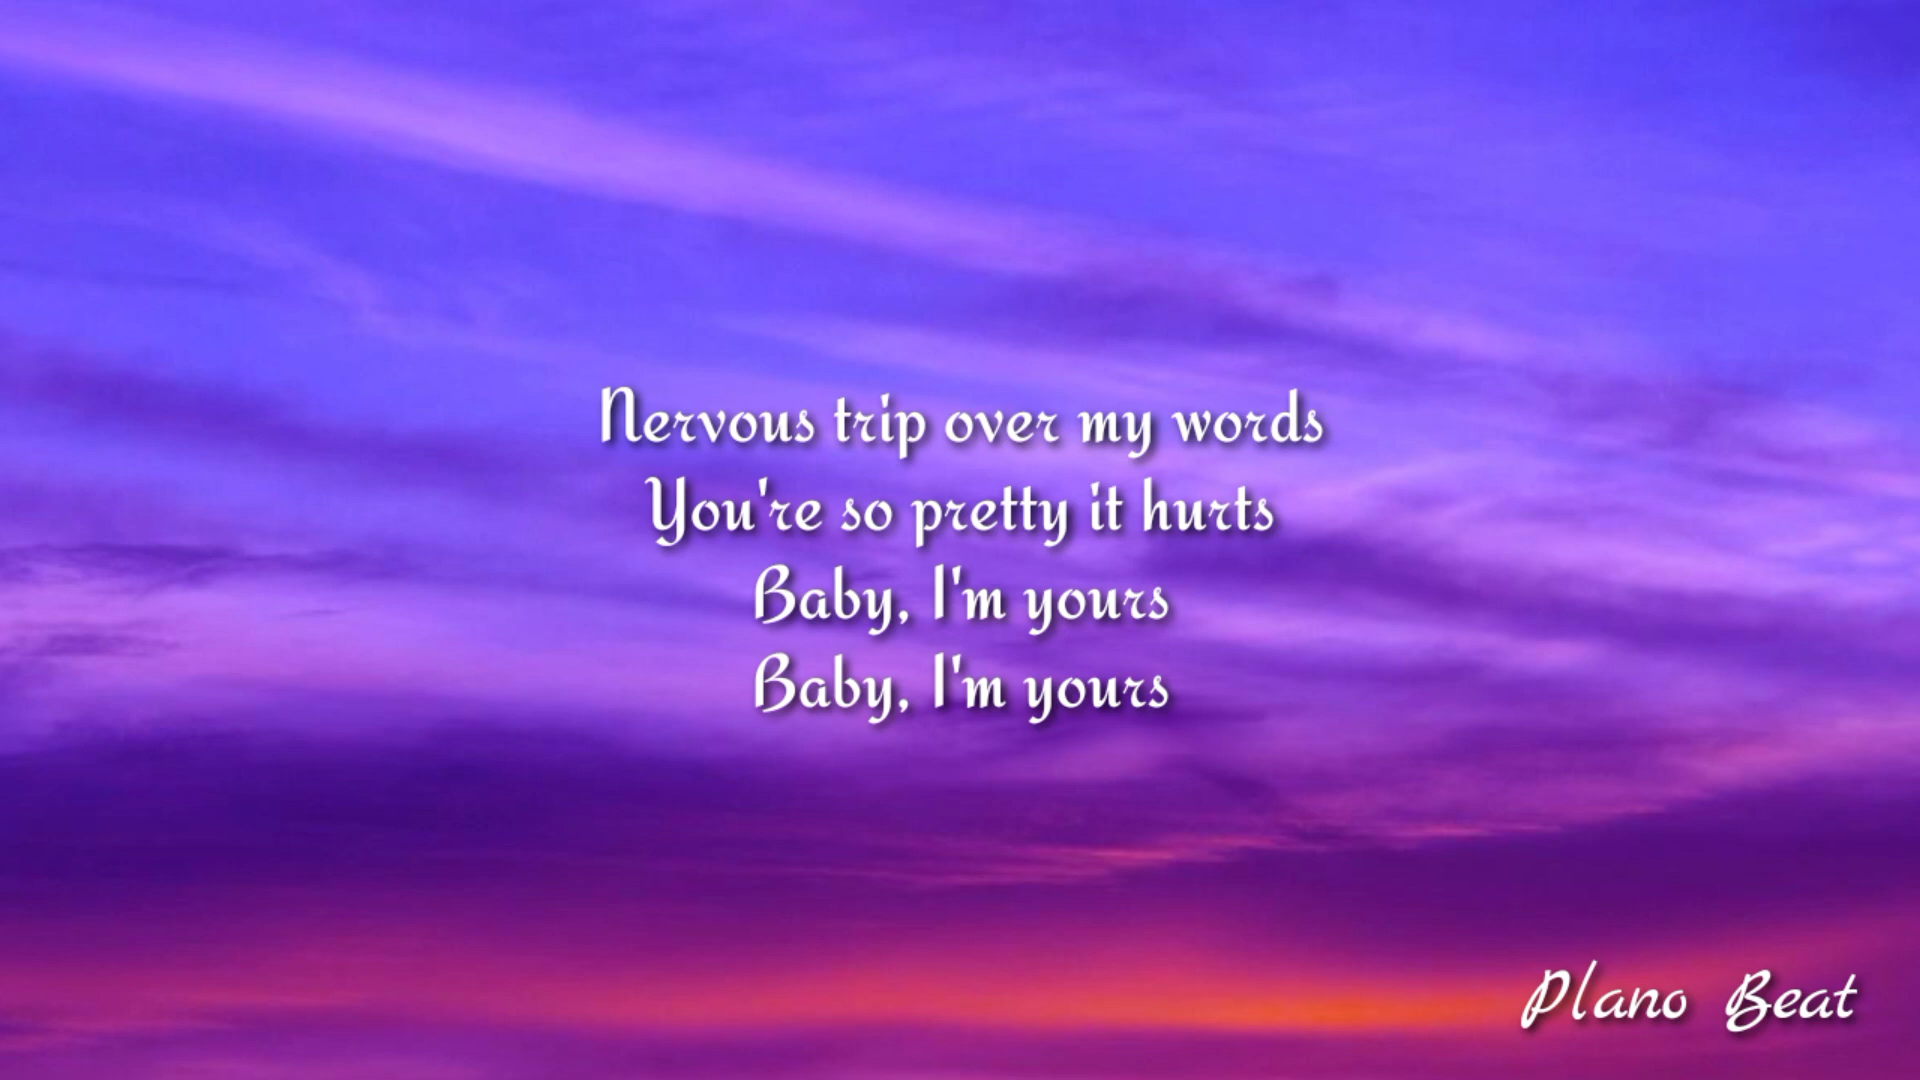 Nervous trip over my words
You're so pretty it hurts
Baby, I'm yours
Baby, I'm yours
Plano Beat